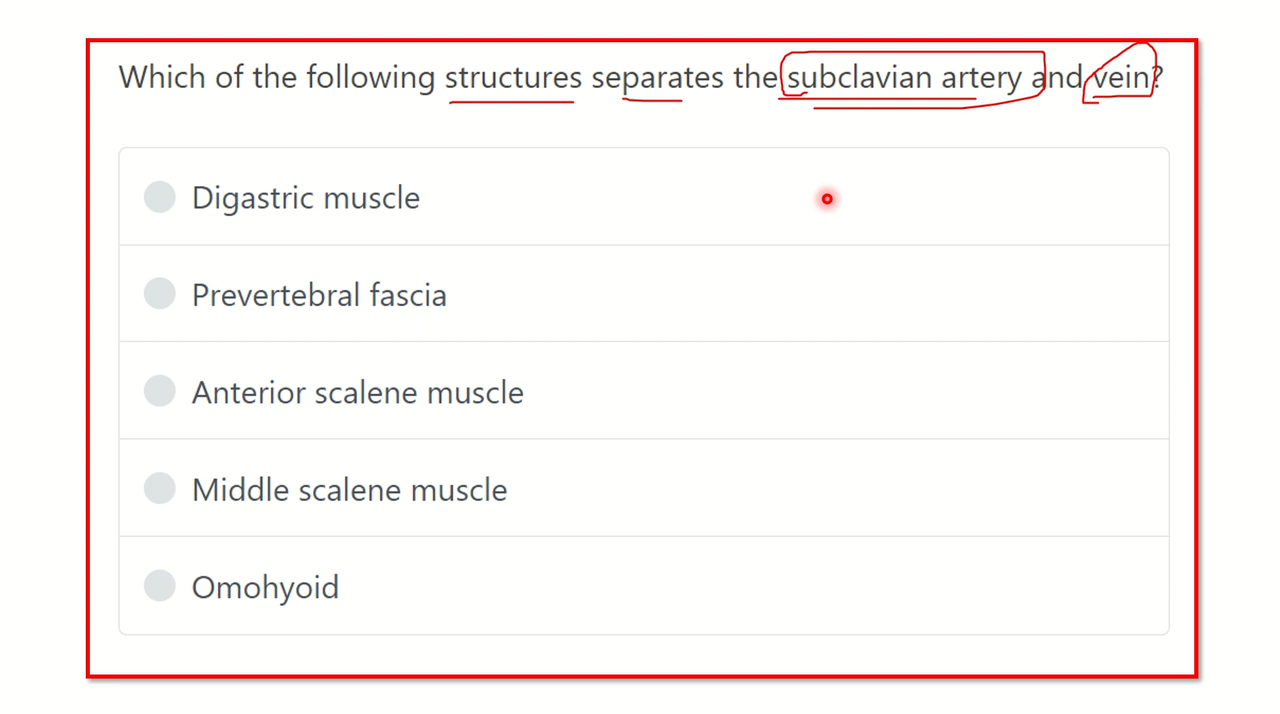 Which of the following structures separates the subclavian artery and vein?
Digastric muscle
Prevertebral fascia
Anterior scalene muscle
Middle scalene muscle
Omohyoid